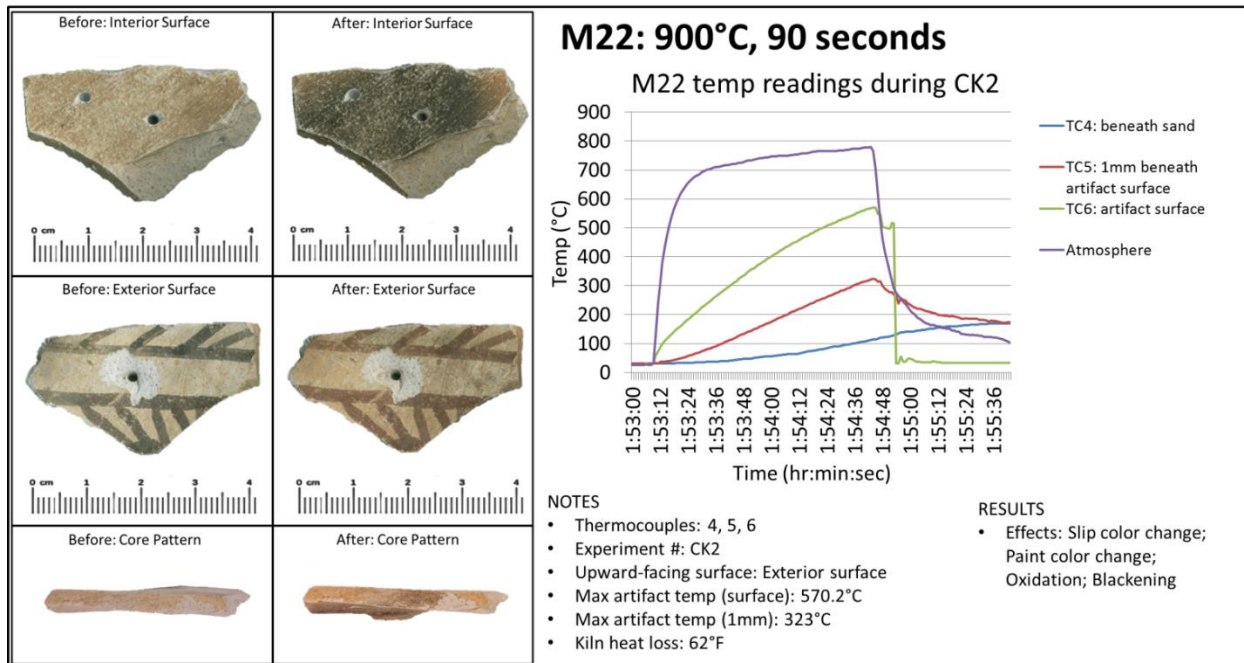 Before: Interior Surface
After: Interior Surface
0 cm 1 2 3 4
0 cm 1 2 3 4
Before: Exterior Surface
After: Exterior Surface
0 cm 1 2 3 4
0 cm 1 2 3 4
Before: Core Pattern
After: Core Pattern
M22: 900°C, 90 seconds
M22 temp readings during CK2
900
800
700
600
500
400
300
200
100
0
Temp (°C)
1:53:00
1:53:12
1:53:24
1:53:36
1:53:48
1:54:00
1:54:12
1:54:24
1:54:36
1:54:48
1:55:00
1:55:12
1:55:24
1:55:36
Time (hr:min:sec)
TC4: beneath sand
TC5: 1mm beneath
artifact surface
TC6: artifact surface
Atmosphere
NOTES
• Thermocouples: 4, 5, 6
• Experiment #: CK2
• Upward-facing surface: Exterior surface
• Max artifact temp (surface): 570.2°C
• Max artifact temp (1mm): 323°C
• Kiln heat loss: 62°F
RESULTS
• Effects: Slip color change;
Paint color change;
Oxidation; Blackening